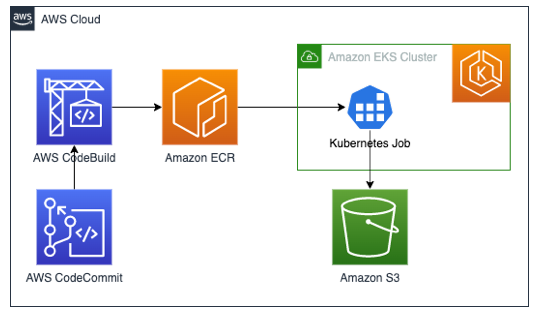 aws
AWS Cloud
Amazon EKS Cluster
K
AWS CodeBuild
Amazon ECR
Kubernetes Job
AWS CodeCommit
Amazon S3